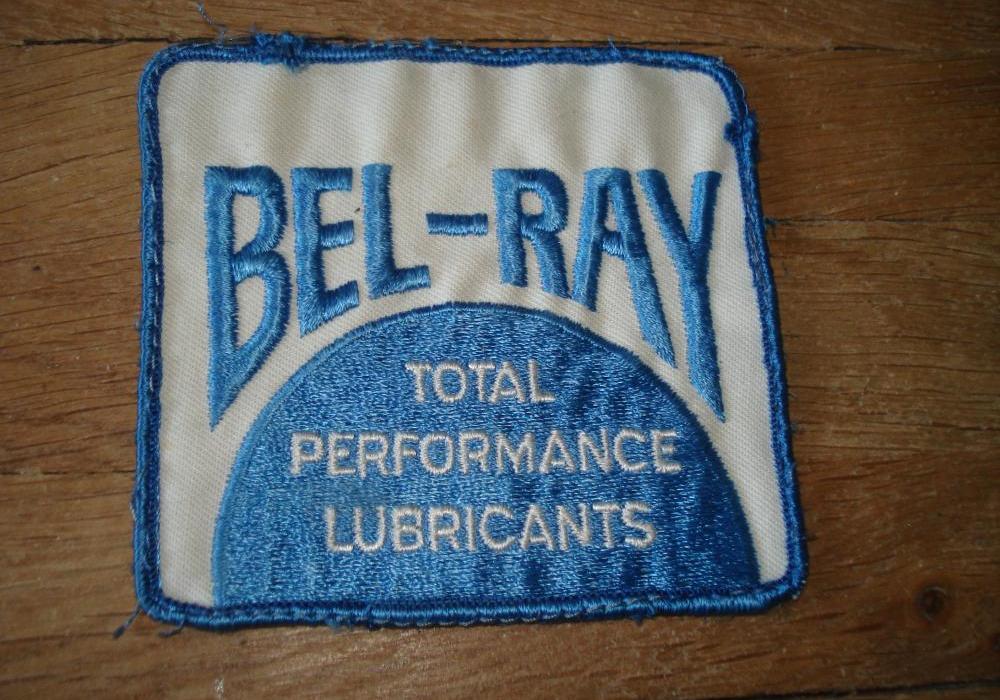 BEL-RAY
TOTAL
PERFORMANCE
LUBRICANTS